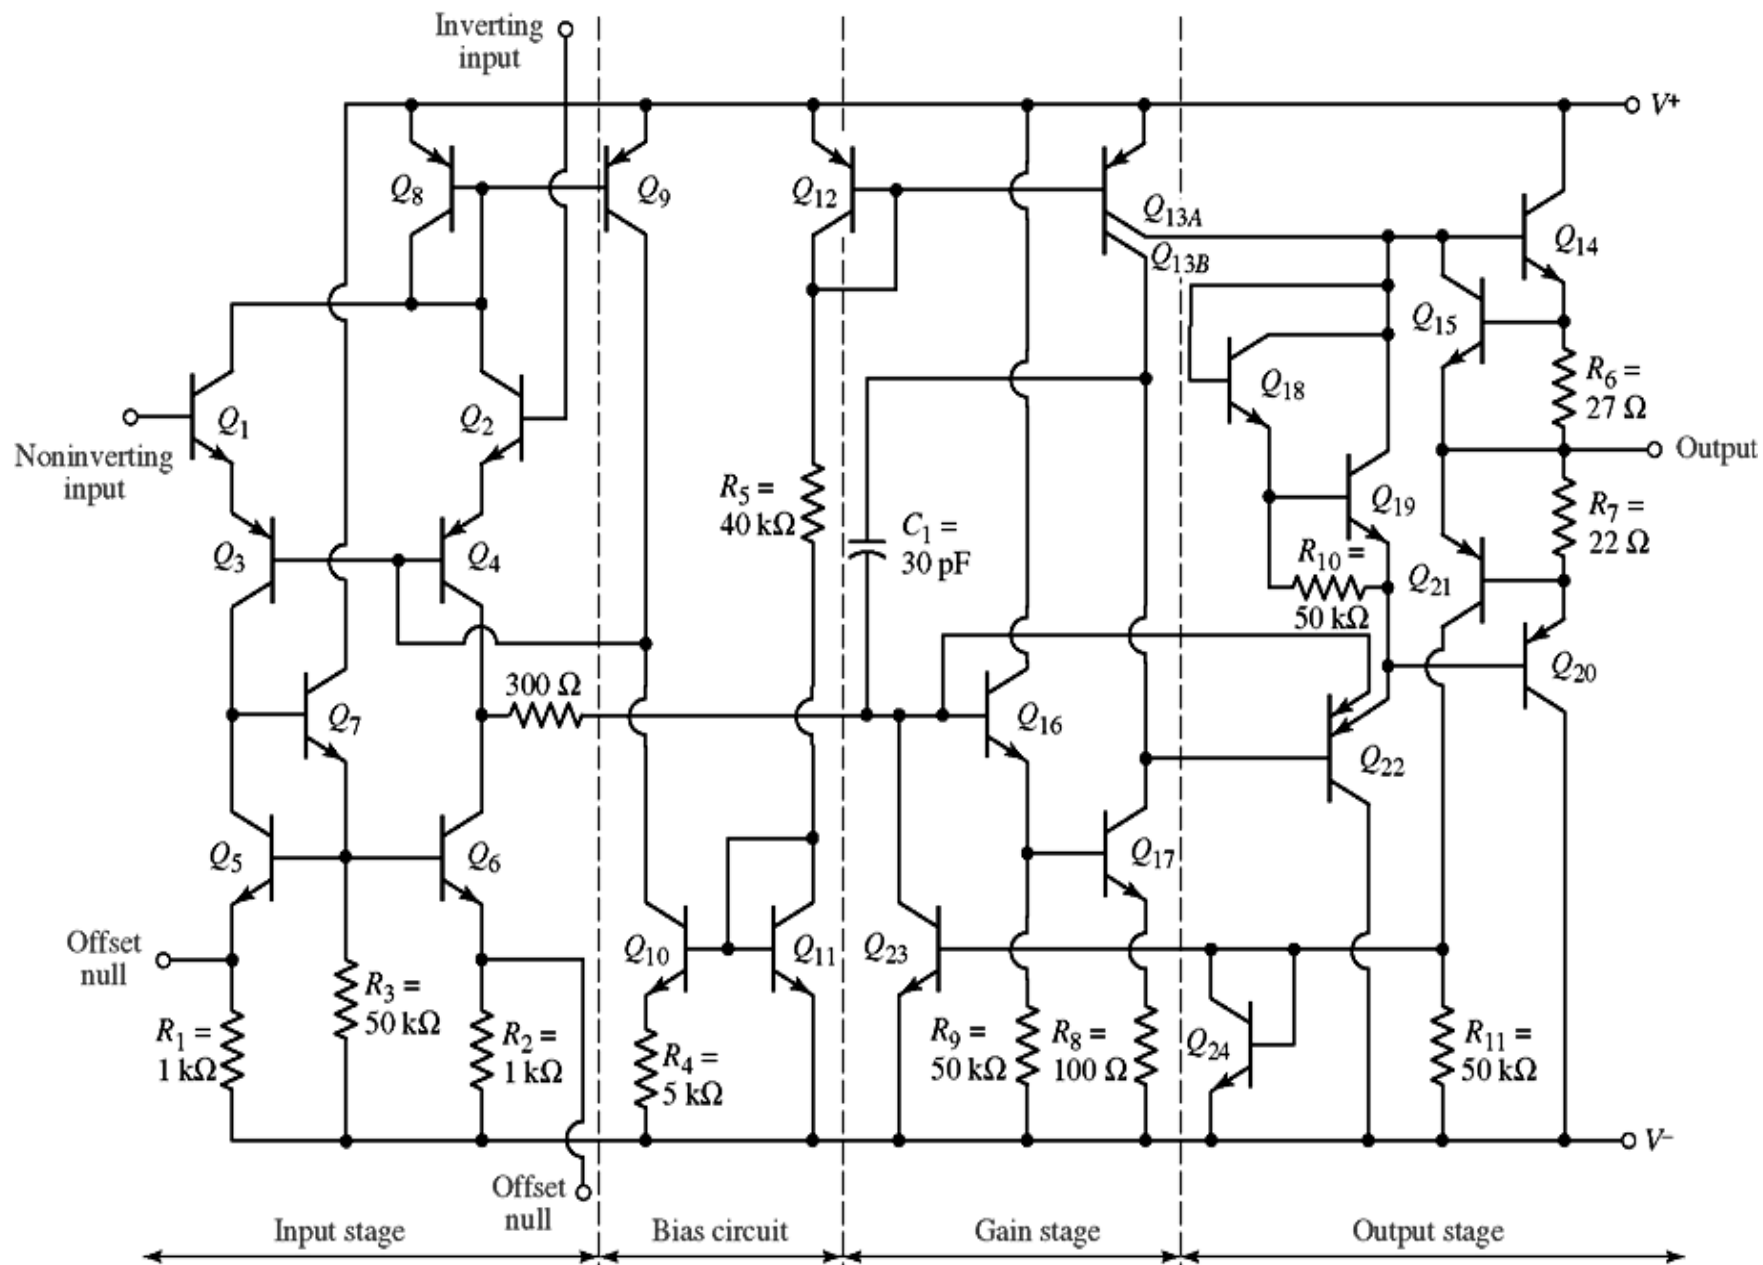 Inverting
input
V⁺
Q₈
Q₉
Q₁₂
Q₁₃A
Q₁₃B
Q₁₄
Q₁₅
Q₁₈
R₆ =
27 Ω
Q₁
Q₂
Noninverting
input
Output
R₅ =
40 kΩ
C₁ =
30 pF
Q₁₉
R₇ =
22 Ω
Q₃
Q₄
R₁₀ =
50 kΩ
Q₂₁
Q₂₀
300 Ω
Q₇
Q₁₆
Q₂₂
Q₅
Q₆
Q₁₇
Offset
null
Q₁₀
Q₁₁
Q₂₃
R₃ =
50 kΩ
R₁ =
1 kΩ
R₂ =
1 kΩ
R₄ =
5 kΩ
R₉ =
50 kΩ
R₈ =
100 Ω
Q₂₄
R₁₁ =
50 kΩ
V⁻
Offset
null
Input stage
Bias circuit
Gain stage
Output stage